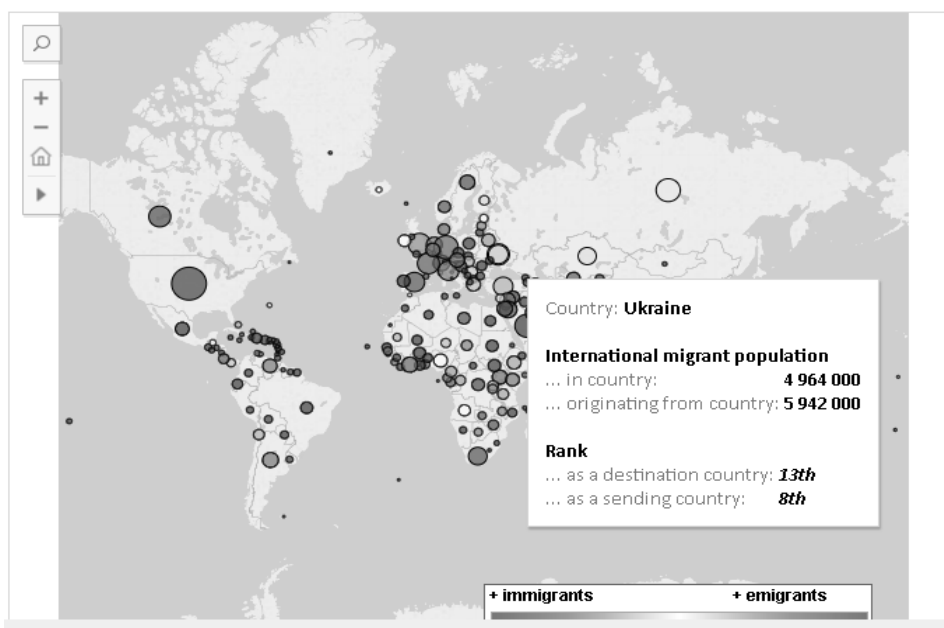 Country: Ukraine
International migrant population
... in country: 4 964 000
... originating from country: 5 942 000
Rank
... as a destination country: 13th
... as a sending country: 8th
+ immigrants + emigrants